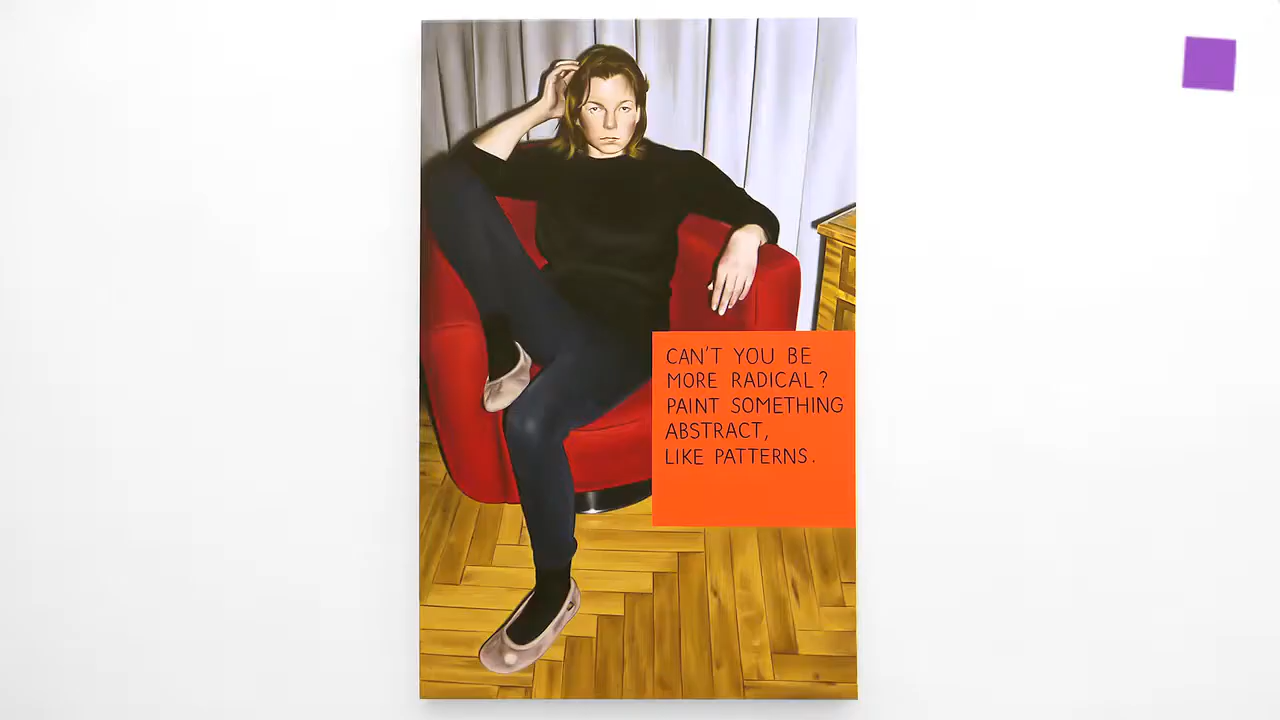 CAN'T YOU BE
MORE RADICAL?
PAINT SOMETHING
ABSTRACT,
LIKE PATTERNS.